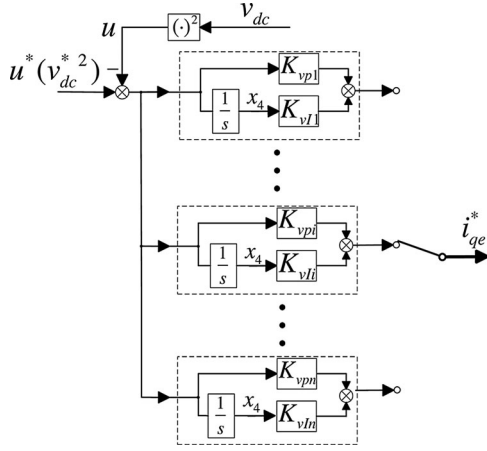 u (·)² v_dc
u*(v*_dc ²) −
K_vp1
1/s x₄ K_vI1
K_vpi
1/s x₄ K_vIi
i*_qe
K_vpn
1/s x₄ K_vIn